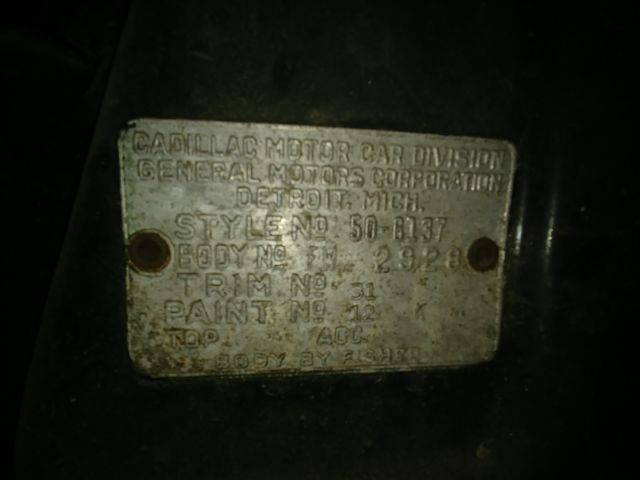 CADILLAC MOTOR CAR DIVISION
GENERAL MOTORS CORPORATION
DETROIT, MICH.
STYLE NO 50-6137
BODY NO 2928
TRIM NO 31
PAINT NO 12
TOP ACC
BODY BY FISHER